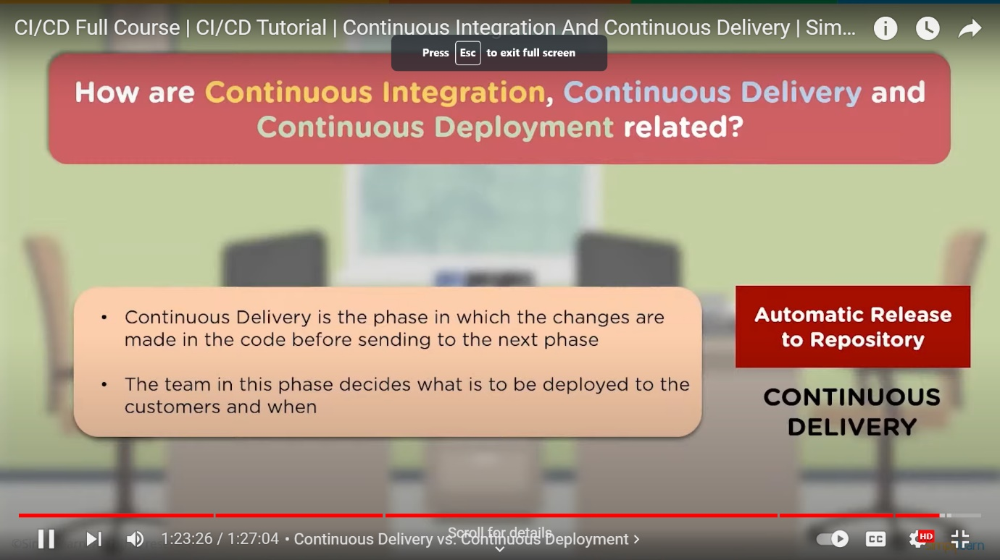 CI/CD Full Course | CI/CD Tutorial | Continuous Integration And Continuous Delivery | Sim...
Press Esc to exit full screen
How are Continuous Integration, Continuous Delivery and
Continuous Deployment related?
• Continuous Delivery is the phase in which the changes are
made in the code before sending to the next phase
• The team in this phase decides what is to be deployed to the
customers and when
Automatic Release
to Repository
CONTINUOUS
DELIVERY
Scroll for details
1:23:26 / 1:27:04 • Continuous Delivery vs. Continuous Deployment
CC
HD